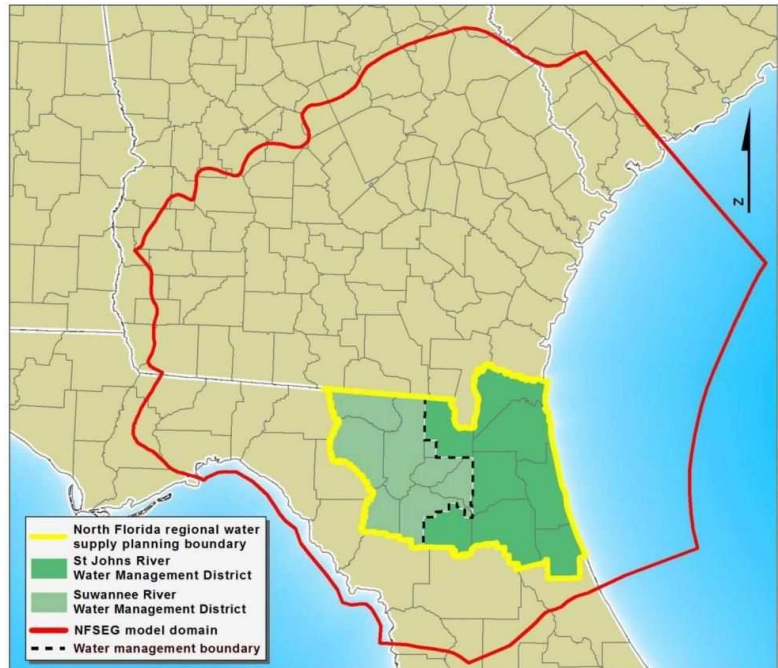 N
North Florida regional water
supply planning boundary
St Johns River
Water Management District
Suwannee River
Water Management District
NFSEG model domain
Water management boundary